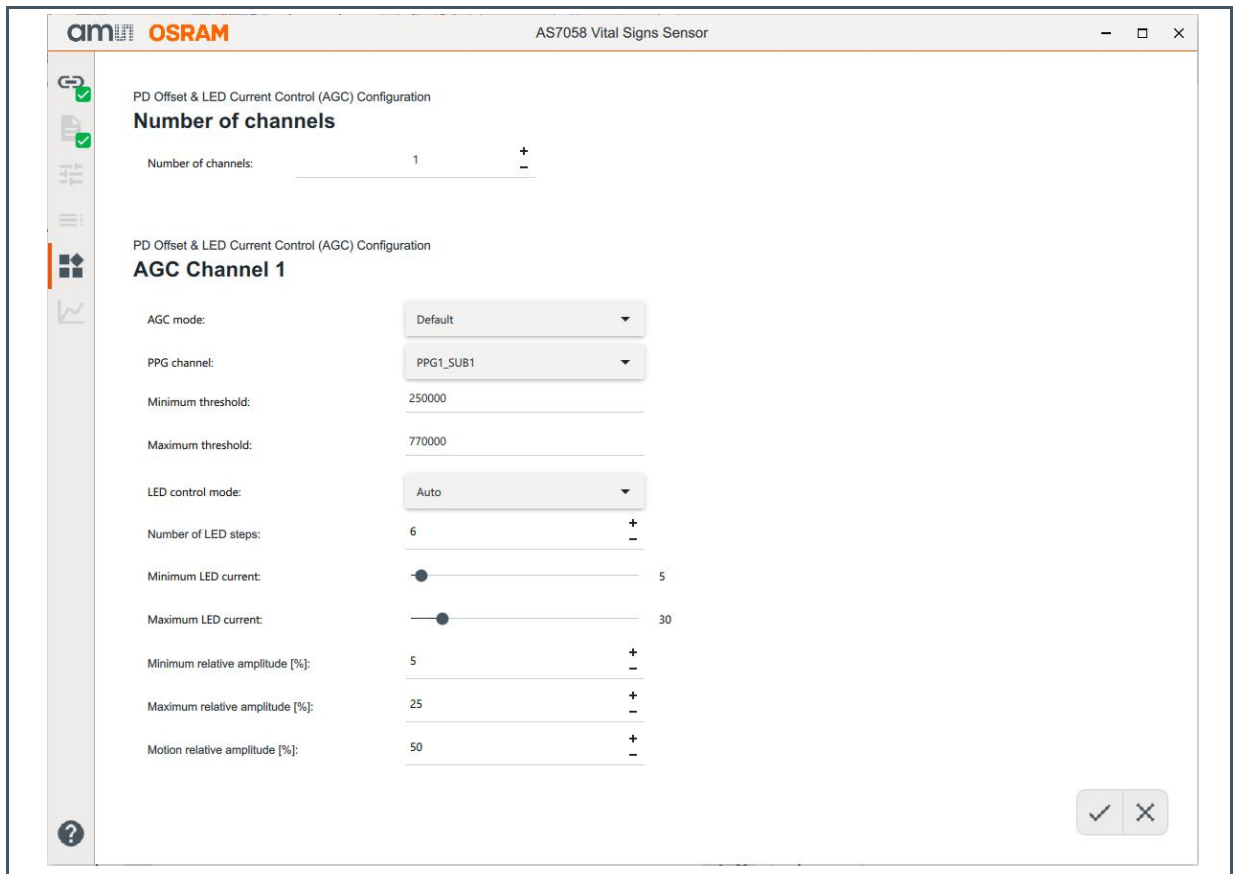 amu OSRAM AS7058 Vital Signs Sensor
PD Offset & LED Current Control (AGC) Configuration
Number of channels
Number of channels: 1 + −
PD Offset & LED Current Control (AGC) Configuration
AGC Channel 1
AGC mode: Default
PPG channel: PPG1_SUB1
Minimum threshold: 250000
Maximum threshold: 770000
LED control mode: Auto
Number of LED steps: 6 + −
Minimum LED current: 5
Maximum LED current: 30
Minimum relative amplitude [%]: 5 + −
Maximum relative amplitude [%]: 25 + −
Motion relative amplitude [%]: 50 + −
?